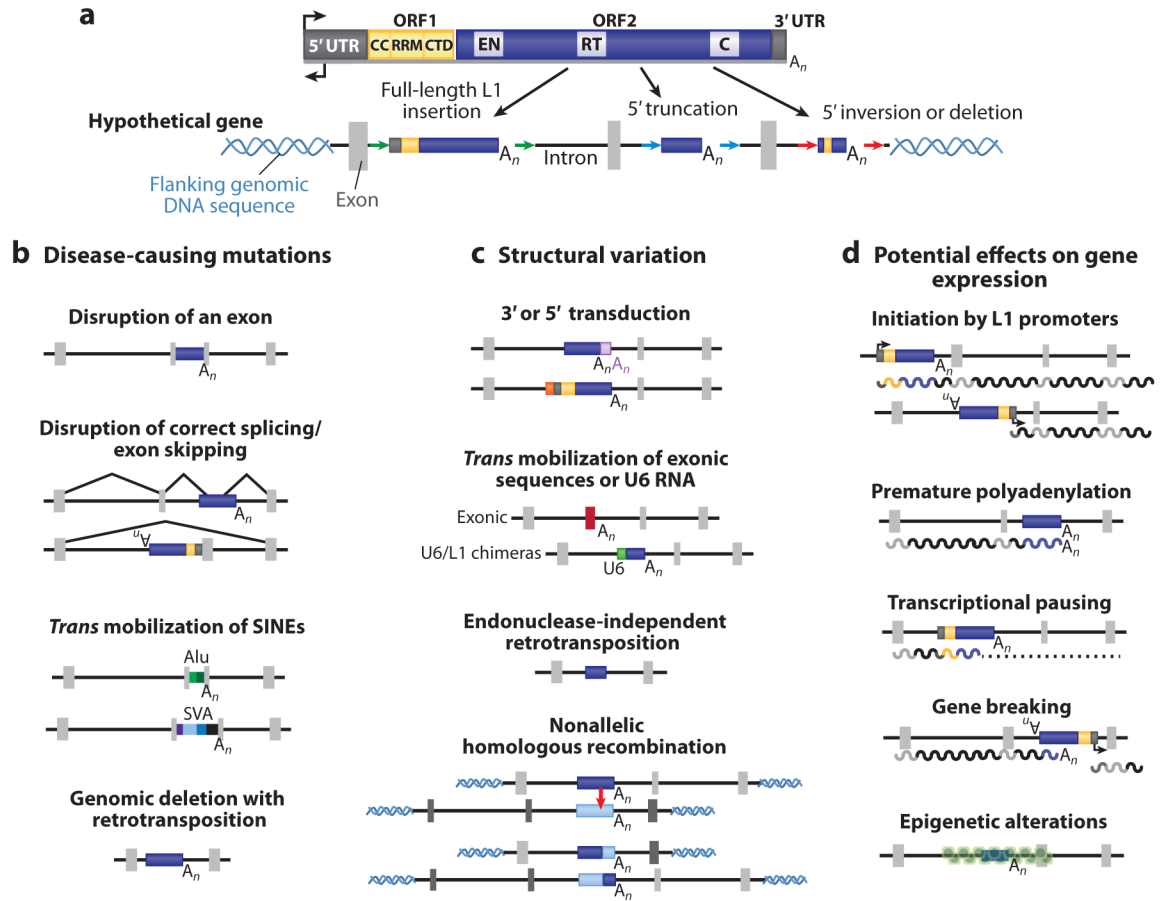 a
ORF1
ORF2
3′ UTR
5′ UTR
CC
RRM
CTD
EN
RT
C
An
Full-length L1
insertion
5′ truncation
5′ inversion or deletion
Hypothetical gene
An
Intron
An
An
Flanking genomic
DNA sequence
Exon
b Disease-causing mutations
Disruption of an exon
An
Disruption of correct splicing/
exon skipping
An
An
Trans mobilization of SINEs
Alu
An
SVA
An
Genomic deletion with
retrotransposition
An
c Structural variation
3′ or 5′ transduction
AnAn
An
Trans mobilization of exonic
sequences or U6 RNA
Exonic
An
U6/L1 chimeras
U6
An
Endonuclease-independent
retrotransposition
Nonallelic
homologous recombination
An
An
An
An
d Potential effects on gene
expression
Initiation by L1 promoters
An
An
Premature polyadenylation
An
An
Transcriptional pausing
An
Gene breaking
An
An
Epigenetic alterations
An